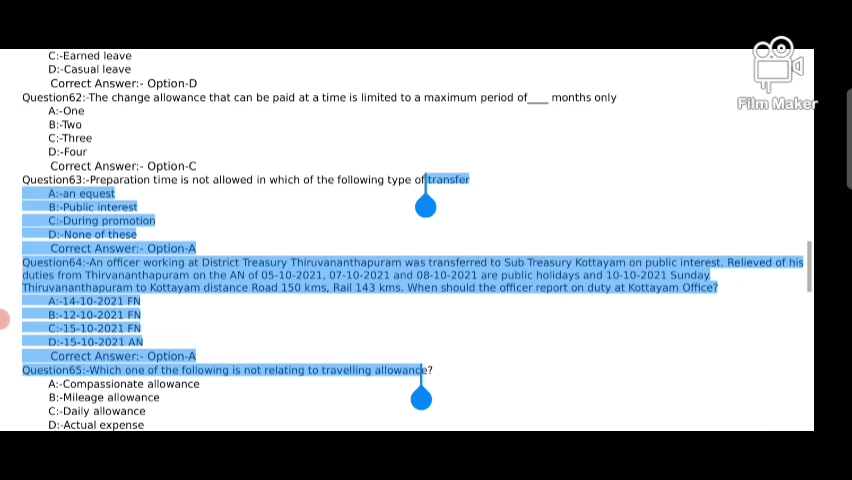 C:-Earned leave
D:-Casual leave
Correct Answer:- Option-D
Question62:-The change allowance that can be paid at a time is limited to a maximum period of____ months only
A:-One
B:-Two
C:-Three
D:-Four
Correct Answer:- Option-C
Question63:-Preparation time is not allowed in which of the following type of transfer
A:-an equest
B:-Public interest
C:-During promotion
D:-None of these
Correct Answer:- Option-A
Question64:-An officer working at District Treasury Thiruvananthapuram was transferred to Sub Treasury Kottayam on public interest. Relieved of his
duties from Thirvananthapuram on the AN of 05-10-2021, 07-10-2021 and 08-10-2021 are public holidays and 10-10-2021 Sunday.
Thiruvananthapuram to Kottayam distance Road 150 kms, Rail 143 kms. When should the officer report on duty at Kottayam Office?
A:-14-10-2021 FN
B:-12-10-2021 FN
C:-15-10-2021 FN
D:-15-10-2021 AN
Correct Answer:- Option-A
Question65:-Which one of the following is not relating to travelling allowance?
A:-Compassionate allowance
B:-Mileage allowance
C:-Daily allowance
D:-Actual expense
Film Maker